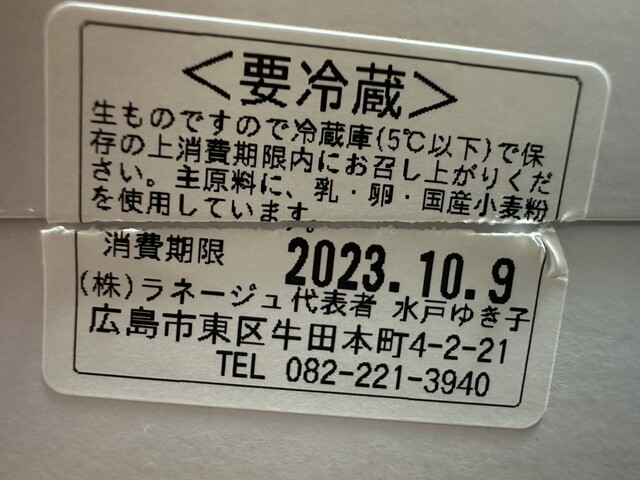 ＜要冷蔵＞
生ものですので冷蔵庫(5℃以下)で保
存の上消費期限内にお召し上がりくだ
さい。主原料に、乳・卵・国産小麦粉
を使用しています。
消費期限 2023.10.9
(株)ラネージュ代表者 水戸ゆき子
広島市東区牛田本町4-2-21
TEL 082-221-3940